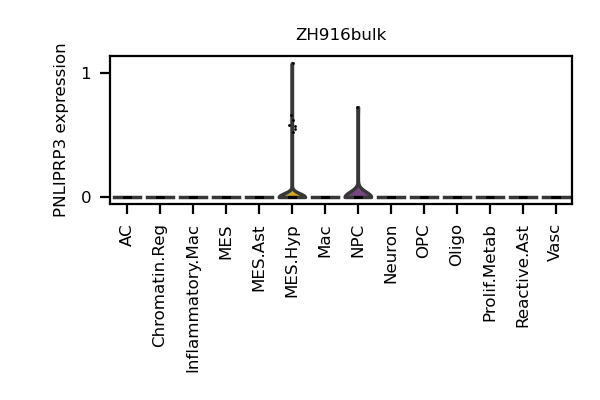 ZH916bulk
PNLIPRP3 expression
1
0
AC
Chromatin.Reg
Inflammatory.Mac
MES
MES.Ast
MES.Hyp
Mac
NPC
Neuron
OPC
Oligo
Prolif.Metab
Reactive.Ast
Vasc